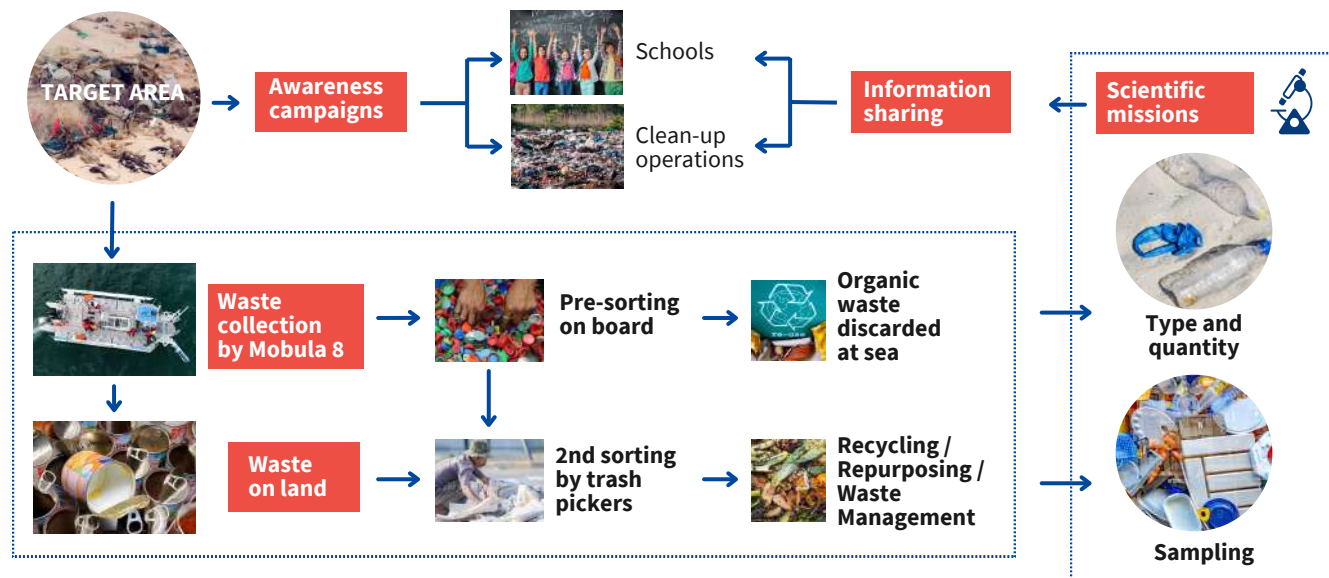 TARGET AREA
Awareness
campaigns
Schools
Clean-up
operations
Information
sharing
Scientific
missions
Waste
collection
by Mobula 8
Pre-sorting
on board
Organic
waste
discarded
at sea
Type and
quantity
Waste
on land
2nd sorting
by trash
pickers
Recycling /
Repurposing /
Waste
Management
Sampling